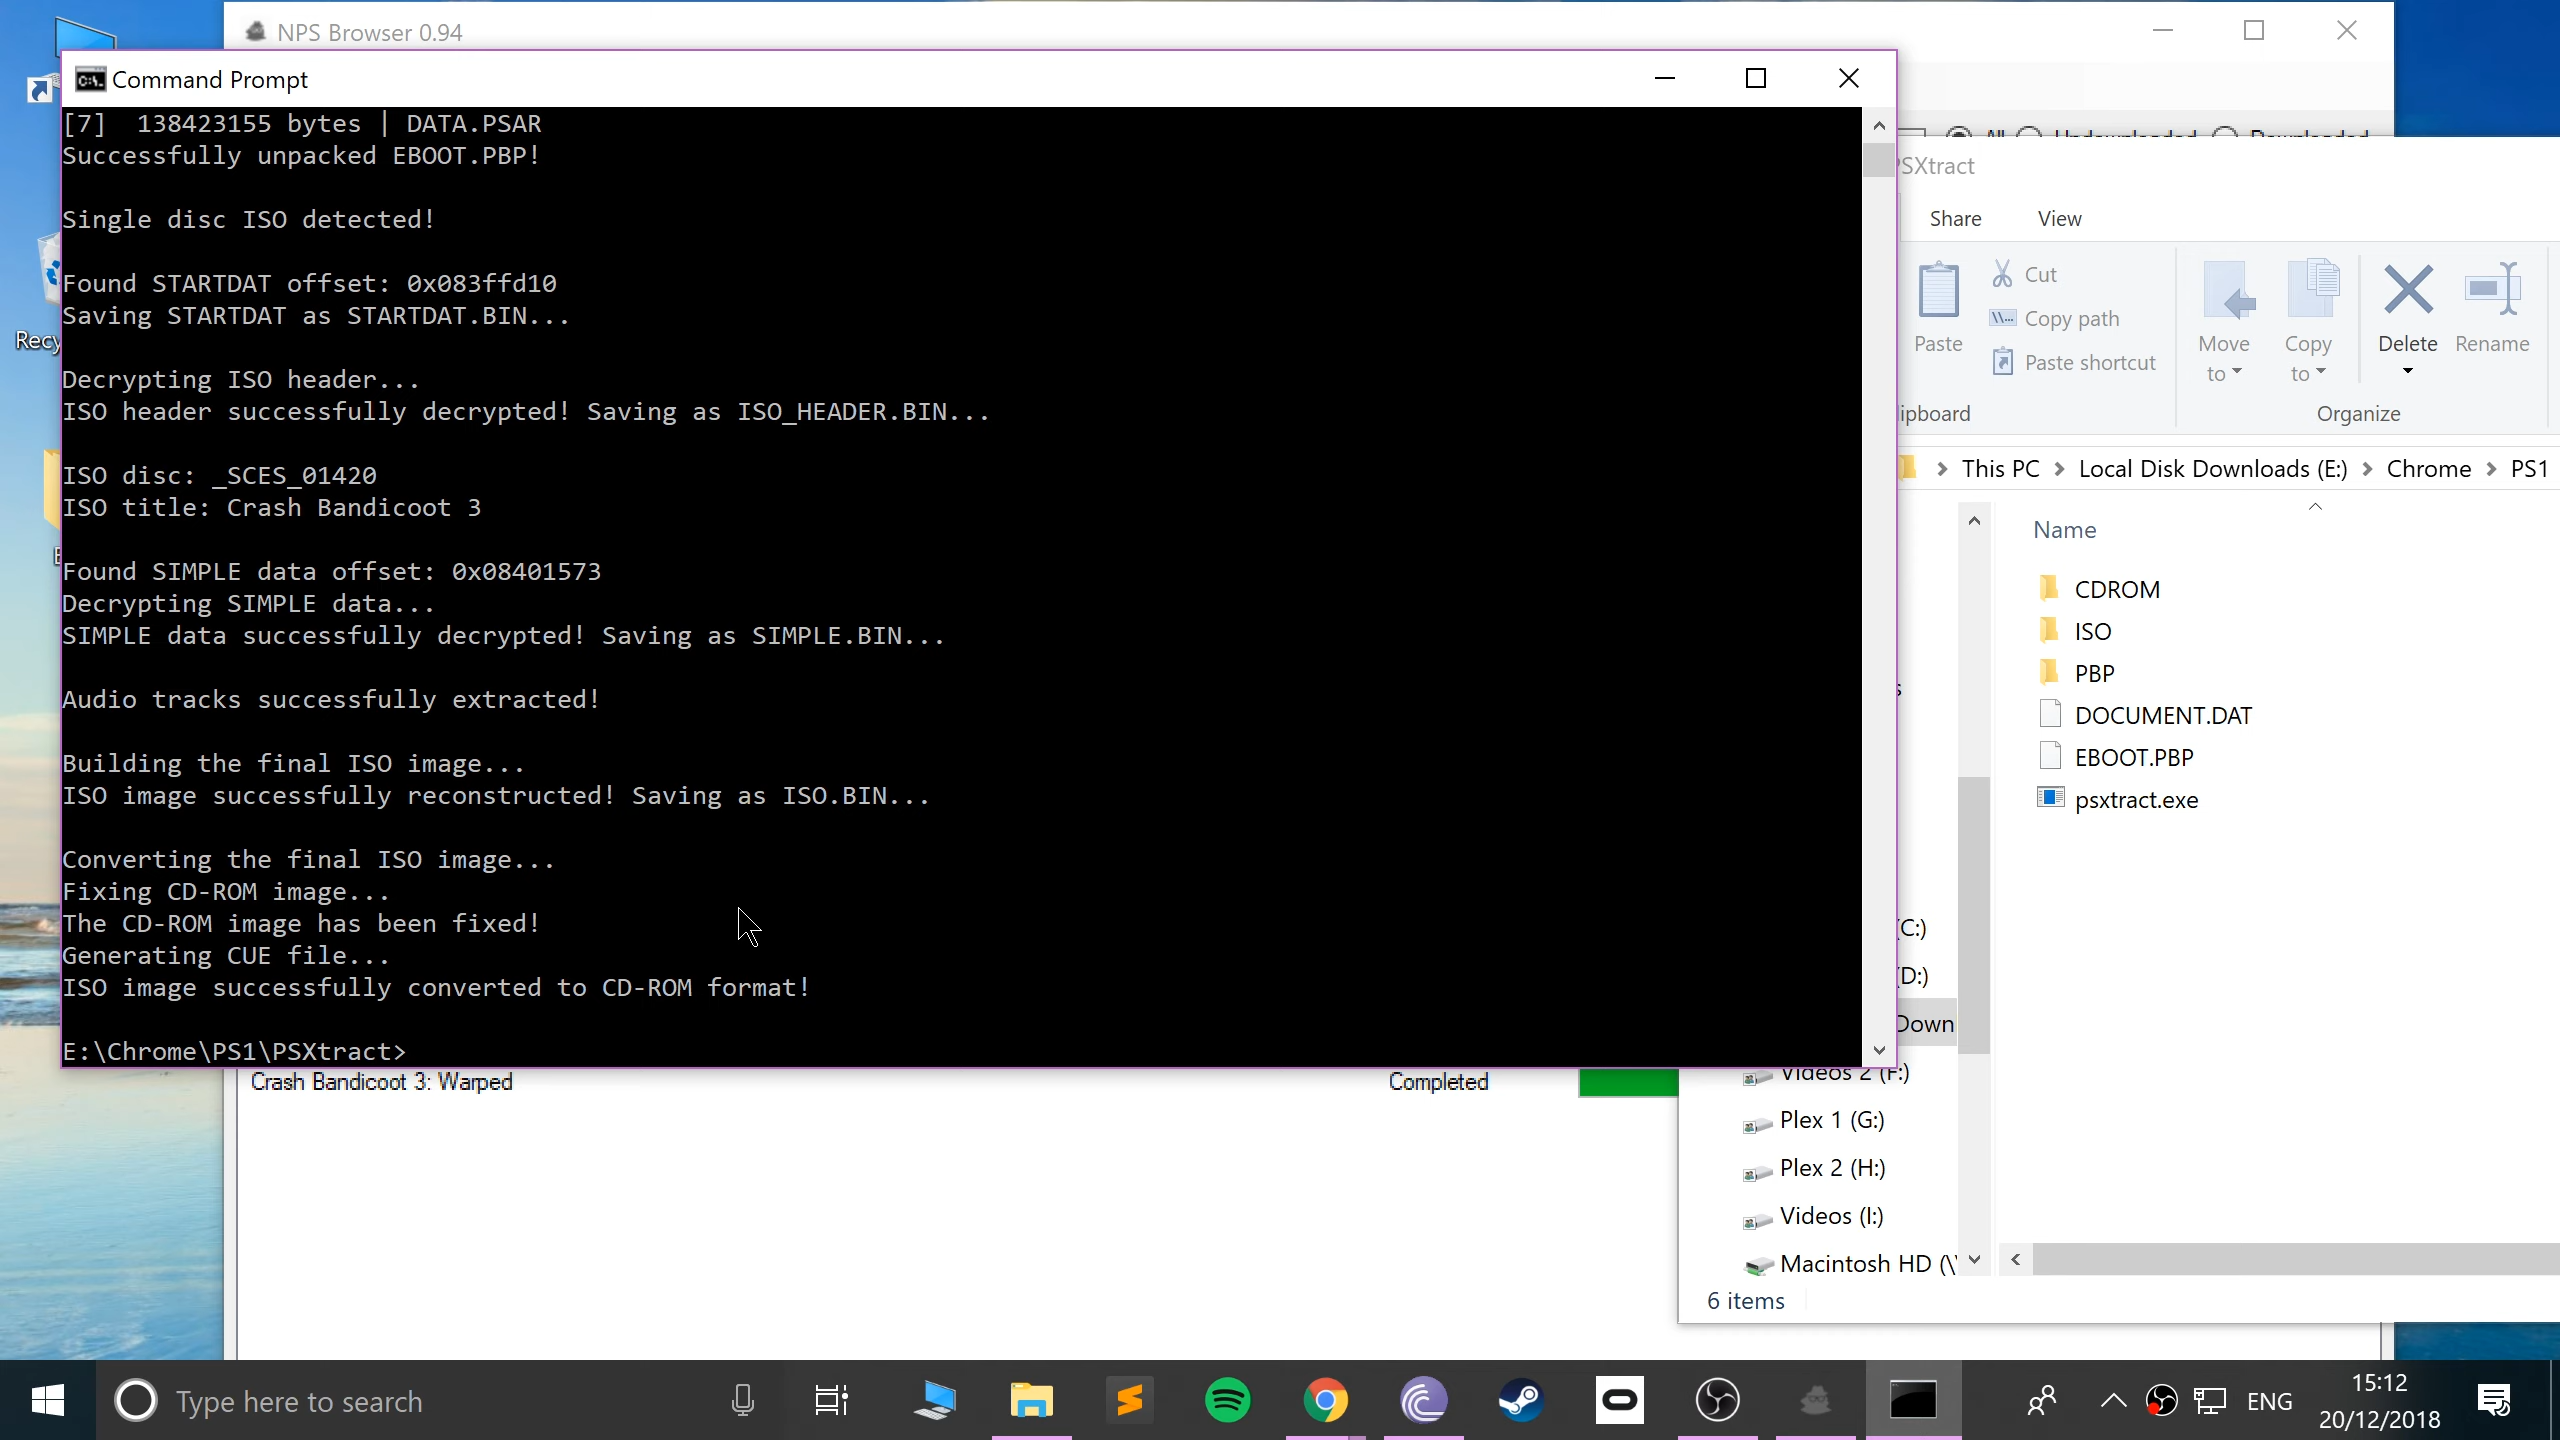 NPS Browser 0.94
Command Prompt
[7]  138423155 bytes | DATA.PSAR
Successfully unpacked EBOOT.PBP!
Single disc ISO detected!
Found STARTDAT offset: 0x083ffd10
Saving STARTDAT as STARTDAT.BIN...
Decrypting ISO header...
ISO header successfully decrypted! Saving as ISO_HEADER.BIN...
ISO disc: _SCES_01420
ISO title: Crash Bandicoot 3
Found SIMPLE data offset: 0x08401573
Decrypting SIMPLE data...
SIMPLE data successfully decrypted! Saving as SIMPLE.BIN...
Audio tracks successfully extracted!
Building the final ISO image...
ISO image successfully reconstructed! Saving as ISO.BIN...
Converting the final ISO image...
Fixing CD-ROM image...
The CD-ROM image has been fixed!
Generating CUE file...
ISO image successfully converted to CD-ROM format!
E:\Chrome\PS1\PSXtract>
Crash Bandicoot 3: Warped Completed
PSXtract
Share View
Cut
Copy path
Paste Paste shortcut
Move to
Copy to
Delete
Rename
ipboard Organize
This PC > Local Disk Downloads (E:) > Chrome > PS1
Name
CDROM
ISO
PBP
DOCUMENT.DAT
EBOOT.PBP
psxtract.exe
(C:)
(D:)
Down
Videos 2 (F:)
Plex 1 (G:)
Plex 2 (H:)
Videos (I:)
Macintosh HD (\'
6 items
Recy
Type here to search
ENG
15:12
20/12/2018